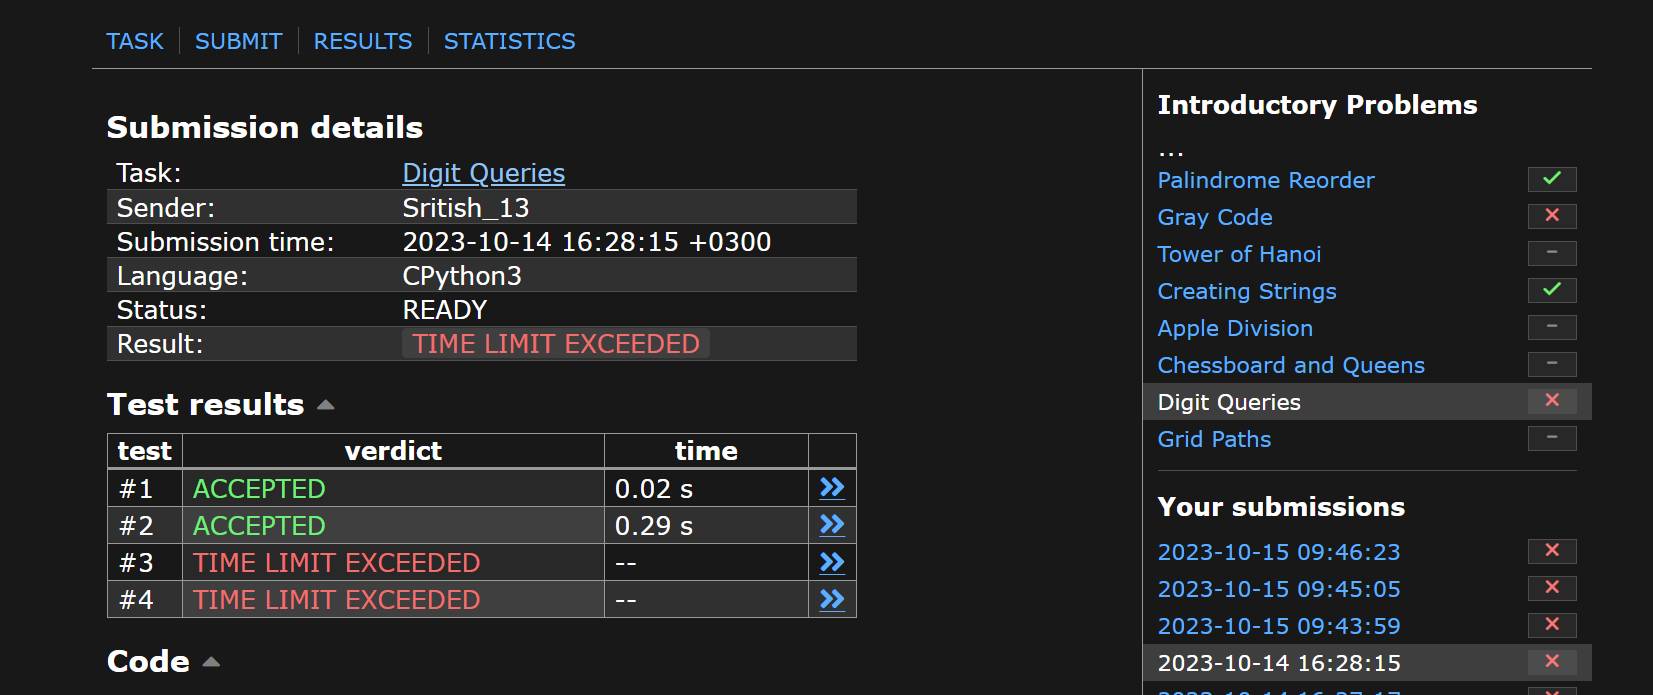 TASK SUBMIT RESULTS STATISTICS
Submission details
Task: Digit Queries
Sender: Sritish_13
Submission time: 2023-10-14 16:28:15 +0300
Language: CPython3
Status: READY
Result: TIME LIMIT EXCEEDED
Test results
test verdict time
#1 ACCEPTED 0.02 s
#2 ACCEPTED 0.29 s
#3 TIME LIMIT EXCEEDED --
#4 TIME LIMIT EXCEEDED --
Code
Introductory Problems
...
Palindrome Reorder
Gray Code
Tower of Hanoi
Creating Strings
Apple Division
Chessboard and Queens
Digit Queries
Grid Paths
Your submissions
2023-10-15 09:46:23
2023-10-15 09:45:05
2023-10-15 09:43:59
2023-10-14 16:28:15